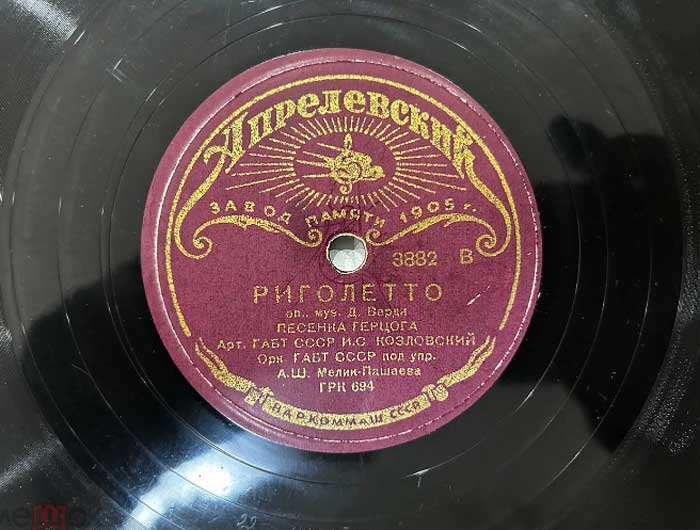 Апрелевский
ЗАВОД ПАМЯТИ 1905 г.
3882 В
РИГОЛЕТТО
оп., муз. Д. Верди
ПЕСЕНКА ГЕРЦОГА
Арт. ГАБТ СССР И.С. КОЗЛОВСКИЙ
Орк ГАБТ СССР под упр.
А.Ш. Мелик-Пашаева
ГРК 694
НАРКОММАШ СССР
22